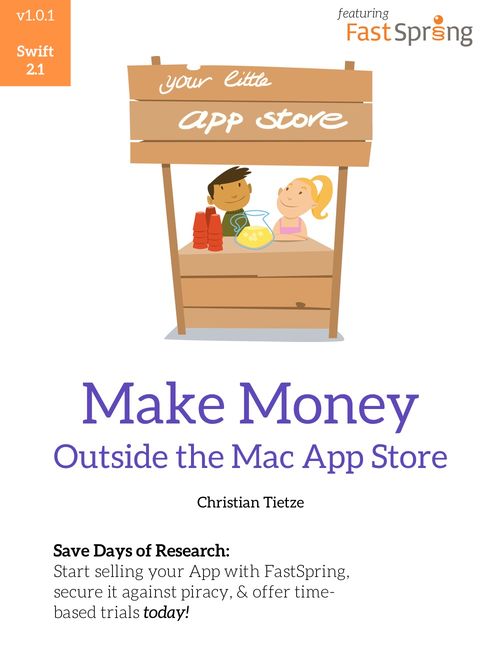 v1.0.1
Swift
2.1
featuring
FastSpring
your little
app store
Make Money
Outside the Mac App Store
Christian Tietze
Save Days of Research:
Start selling your App with FastSpring,
secure it against piracy, & offer time-
based trials today!